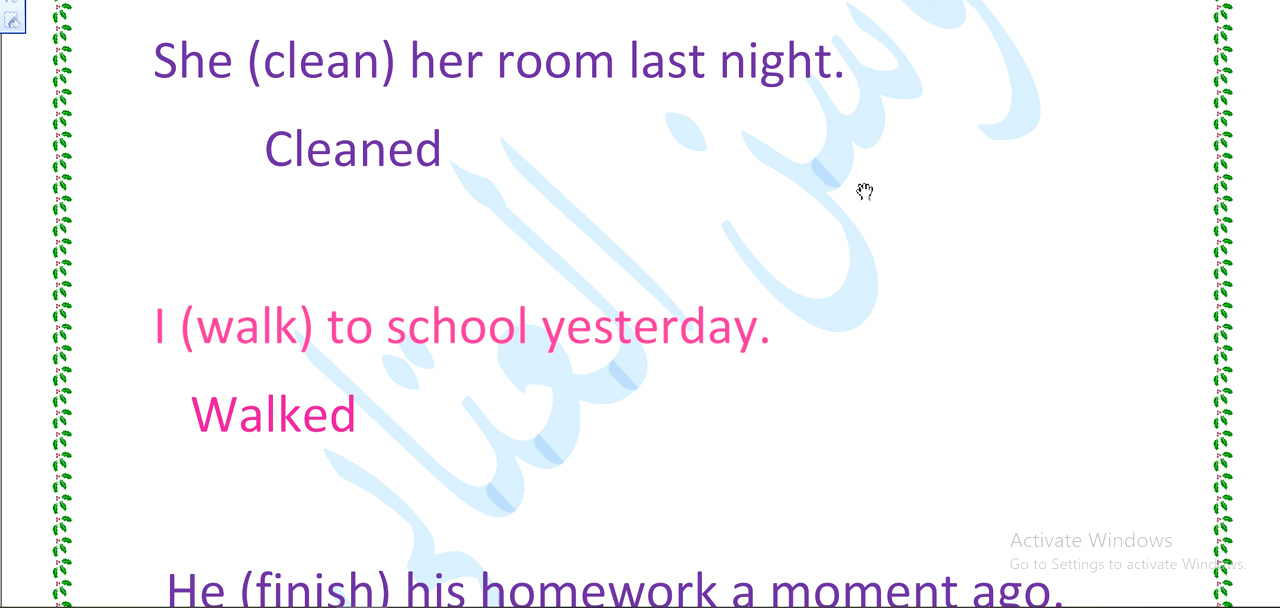 She (clean) her room last night.
Cleaned
I (walk) to school yesterday.
Walked
He (finish) his homework a moment ago.
Activate Windows
Go to Settings to activate Windows.